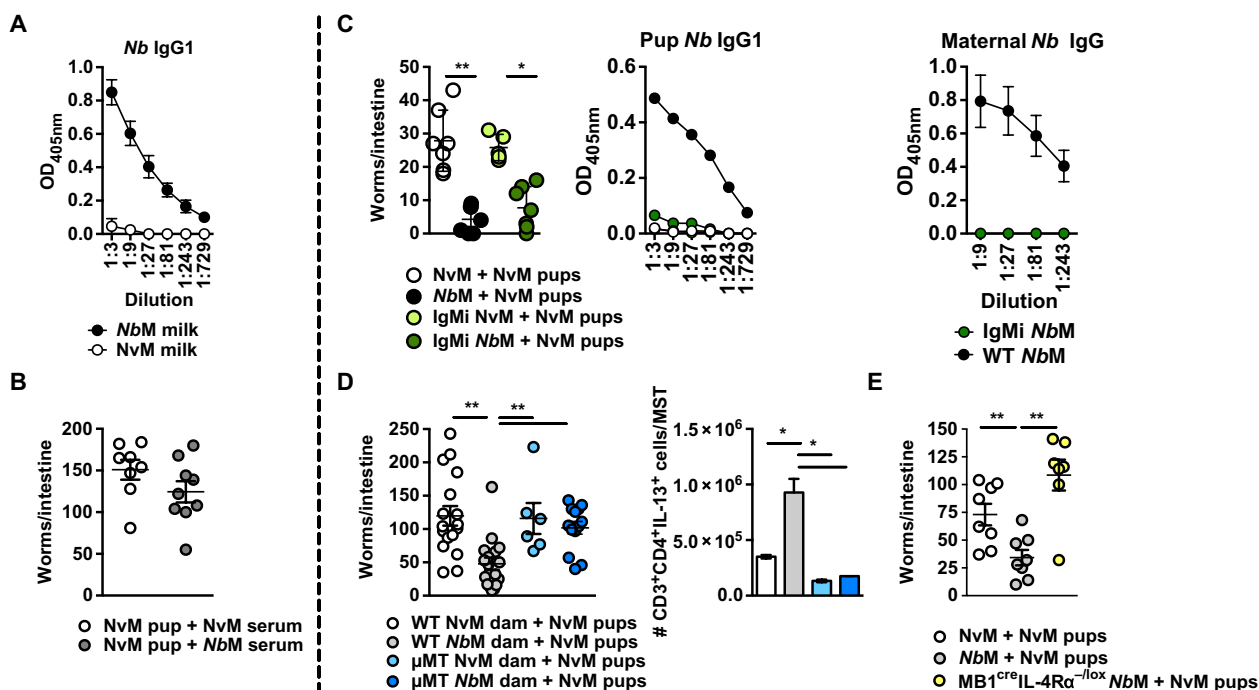 A
Nb IgG1
OD405nm
1.0
0.8
0.6
0.4
0.2
0.0
1:3
1:9
1:27
1:81
1:243
1:729
Dilution
NbM milk
NvM milk
B
Worms/intestine
200
150
100
50
0
NvM pup + NvM serum
NvM pup + NbM serum
C
Worms/intestine
50
40
30
20
10
0
**
*
NvM + NvM pups
NbM + NvM pups
IgMi NvM + NvM pups
IgMi NbM + NvM pups
Pup Nb IgG1
OD405nm
0.6
0.4
0.2
0.0
1:3
1:9
1:27
1:81
1:243
1:729
Maternal Nb IgG
OD405nm
1.0
0.8
0.6
0.4
0.2
0.0
1:9
1:27
1:81
1:243
Dilution
IgMi NbM
WT NbM
D
Worms/intestine
250
200
150
100
50
0
**
**
WT NvM dam + NvM pups
WT NbM dam + NvM pups
µMT NvM dam + NvM pups
µMT NbM dam + NvM pups
# CD3+CD4+IL-13+ cells/MST
1.5 × 10⁶
1.0 × 10⁶
5.0 × 10⁵
0.0
*
*
E
Worms/intestine
150
125
100
75
50
25
0
**
**
NvM + NvM pups
NbM + NvM pups
MB1creIL-4Rα−/lox NbM + NvM pups